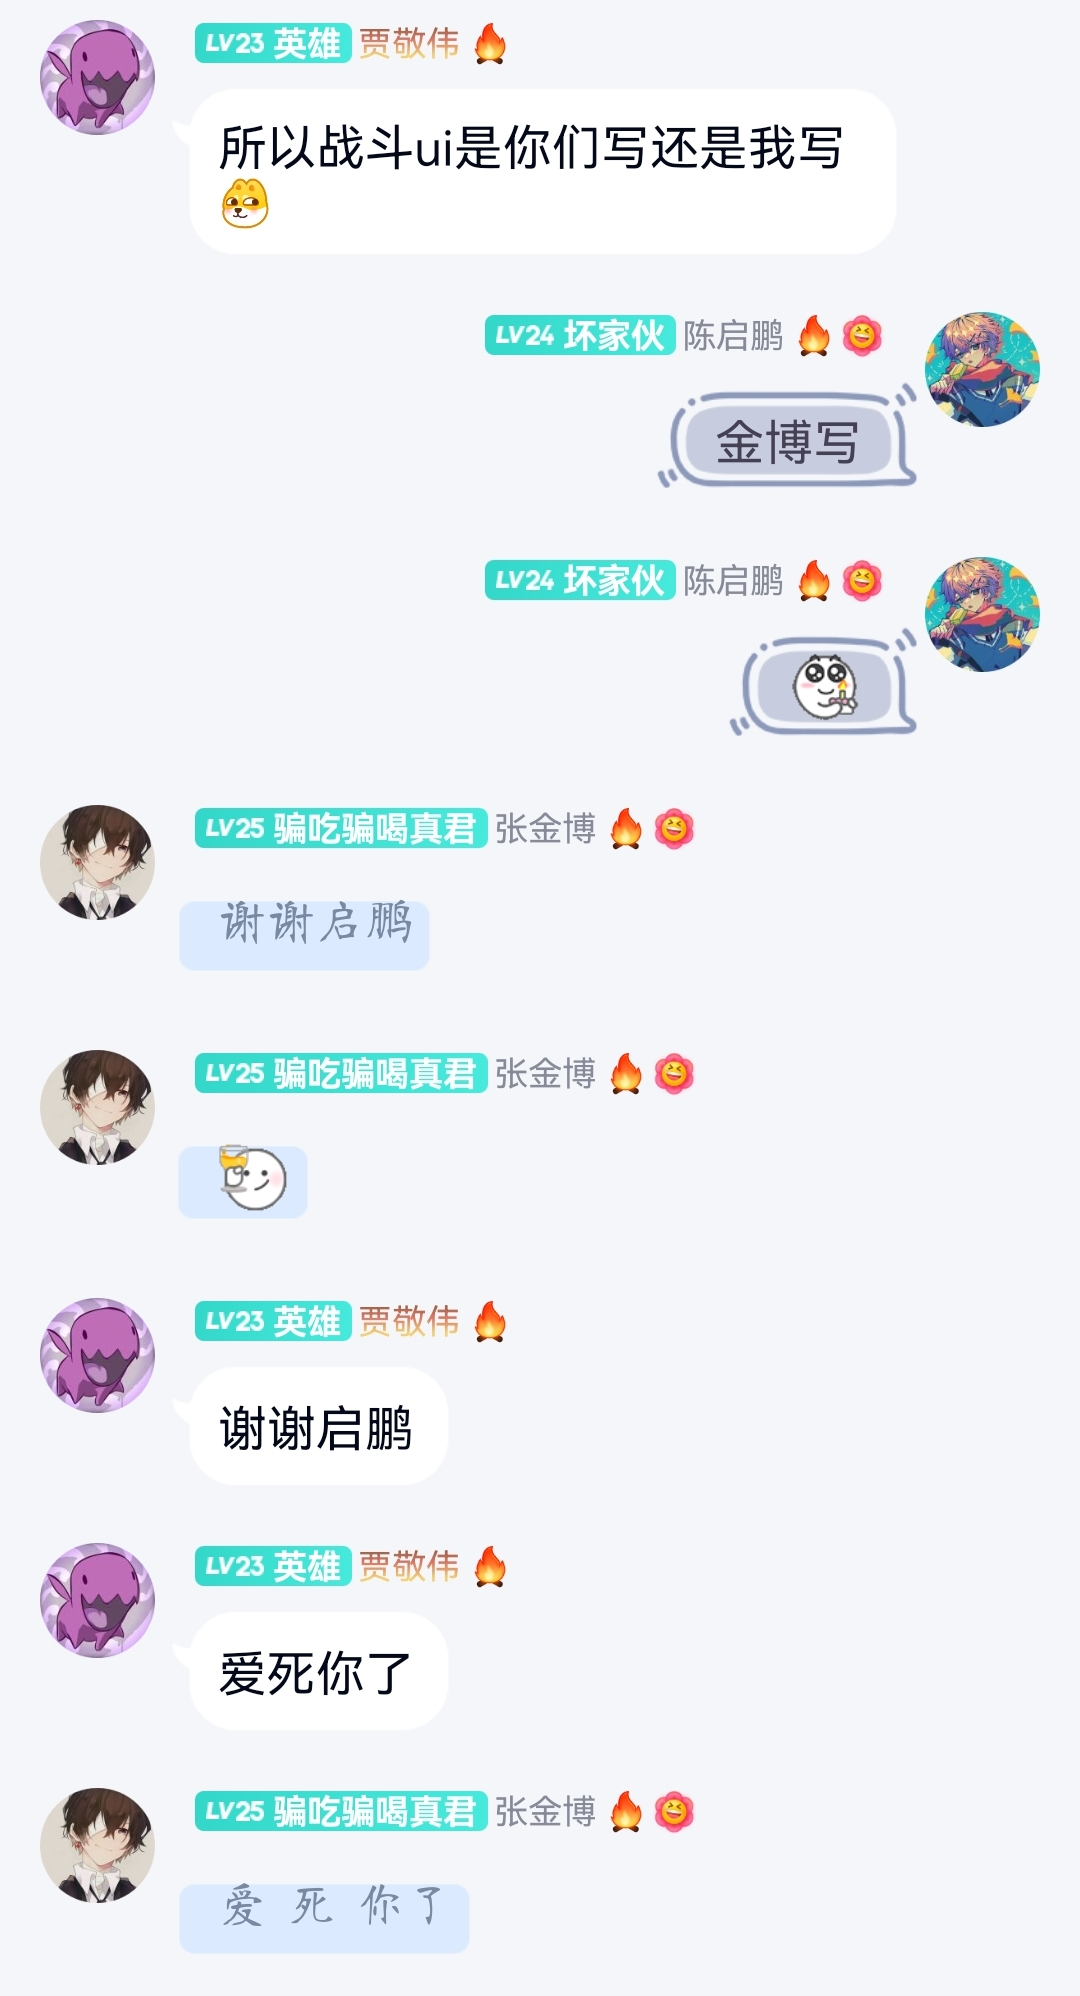 LV23 英雄 贾敬伟
所以战斗ui是你们写还是我写
LV24 坏家伙 陈启鹏
金博写
LV24 坏家伙 陈启鹏
LV25 骗吃骗喝真君 张金博
谢谢启鹏
LV25 骗吃骗喝真君 张金博
LV23 英雄 贾敬伟
谢谢启鹏
LV23 英雄 贾敬伟
爱死你了
LV25 骗吃骗喝真君 张金博
爱死你了